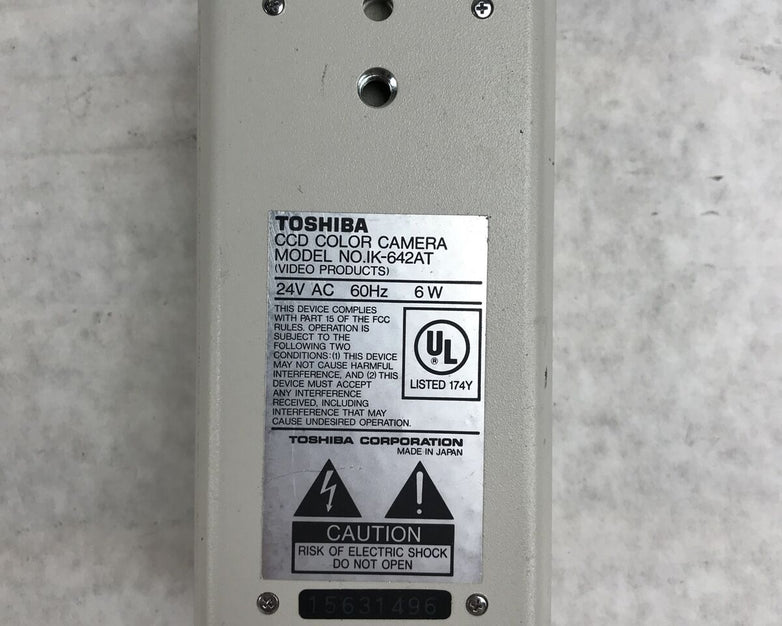 TOSHIBA
CCD COLOR CAMERA
MODEL NO.IK-642AT
(VIDEO PRODUCTS)
24V AC 60Hz 6 W
THIS DEVICE COMPLIES
WITH PART 15 OF THE FCC
RULES. OPERATION IS
SUBJECT TO THE
FOLLOWING TWO
CONDITIONS: (1) THIS DEVICE
MAY NOT CAUSE HARMFUL
INTERFERENCE, AND (2) THIS
DEVICE MUST ACCEPT
ANY INTERFERENCE
RECEIVED, INCLUDING
INTERFERENCE THAT MAY
CAUSE UNDESIRED OPERATION.
UL
®
LISTED 174Y
TOSHIBA CORPORATION
MADE IN JAPAN
CAUTION
RISK OF ELECTRIC SHOCK
DO NOT OPEN
15631496